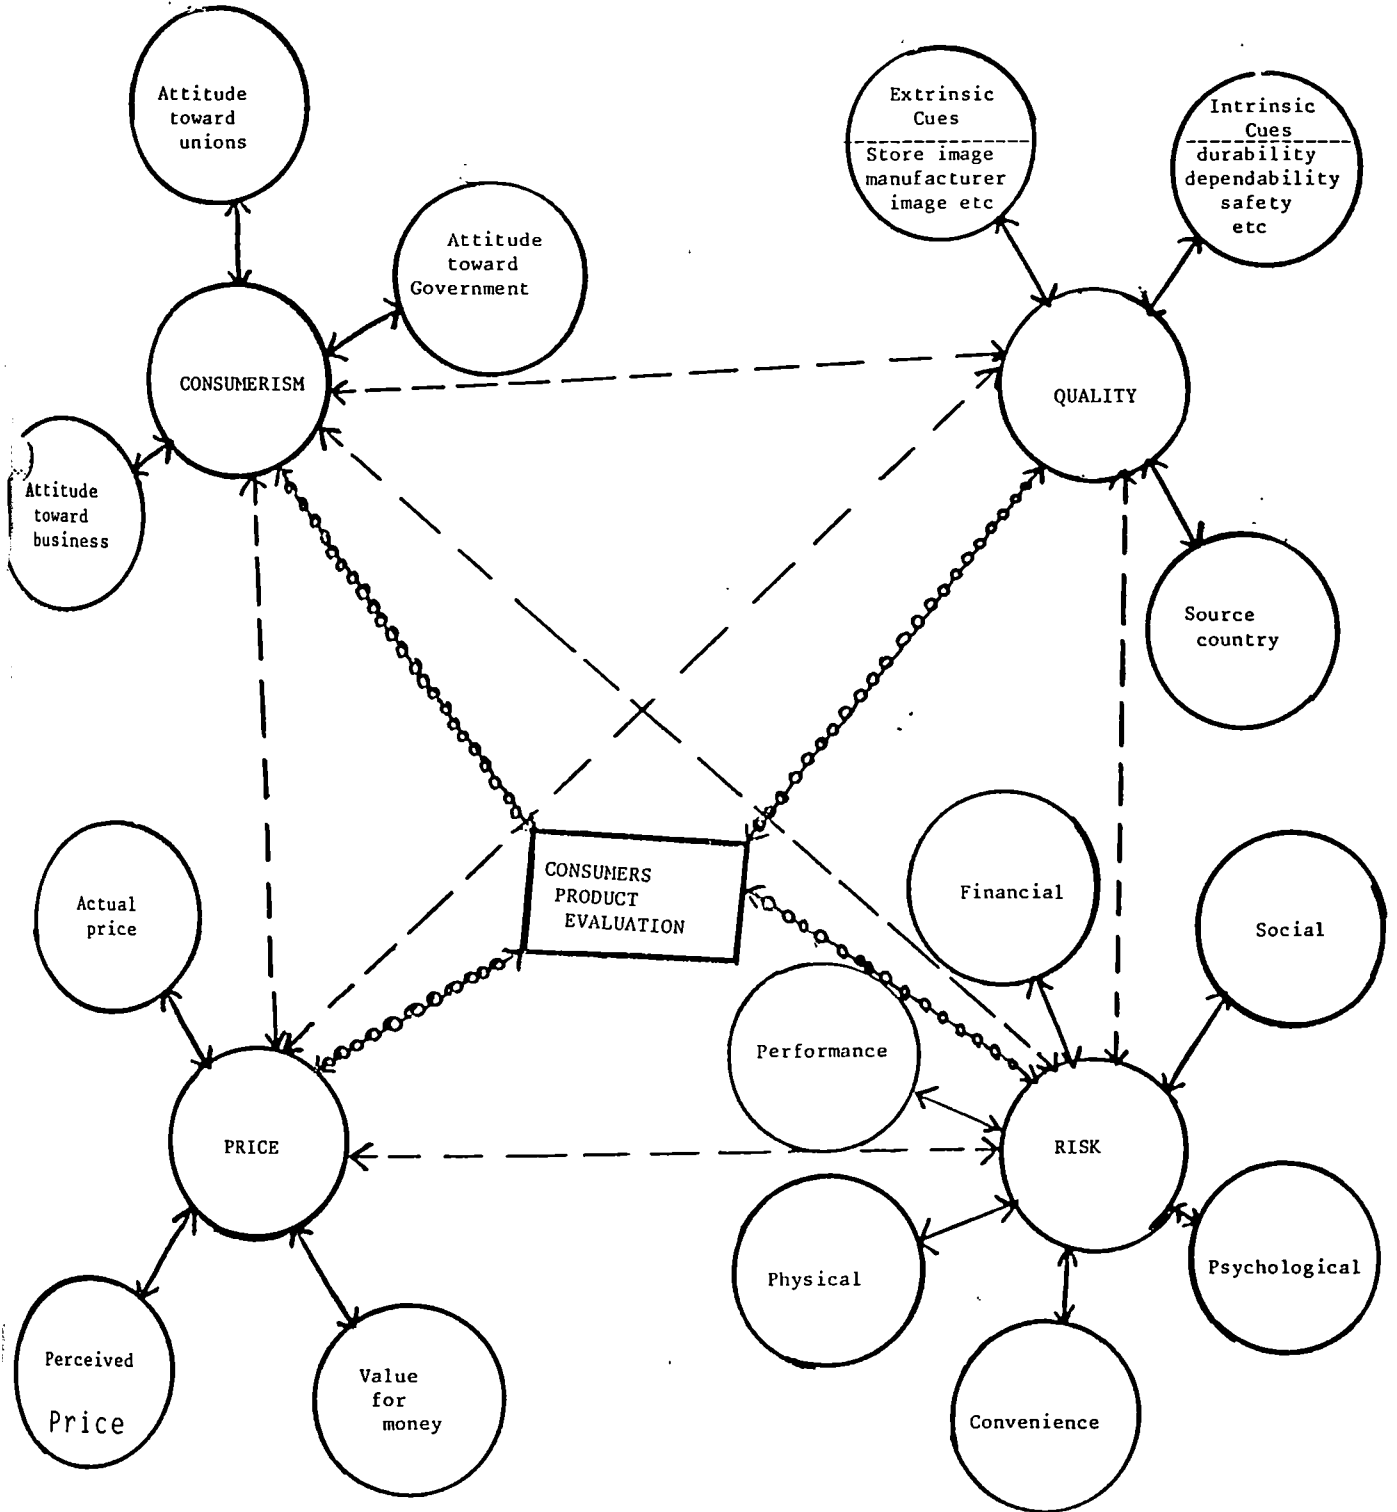 Attitude
toward
unions
Extrinsic
Cues
Store image
manufacturer
image etc
Intrinsic
Cues
durability
dependability
safety
etc
Attitude
toward
Government
CONSUMERISM
QUALITY
Attitude
toward
business
Source
country
CONSUMERS
PRODUCT
EVALUATION
Actual
price
Financial
Social
Performance
PRICE
RISK
Physical
Psychological
Perceived
Price
Value
for
money
Convenience